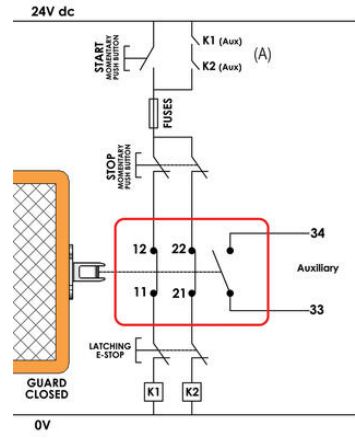 24V dc
START
MOMENTARY
PUSH BUTTON
K1 (Aux)
K2 (Aux)
(A)
FUSES
STOP
MOMENTARY
PUSH BUTTON
12
22
34
Auxiliary
11
21
33
LATCHING
E-STOP
GUARD
CLOSED
K1
K2
0V